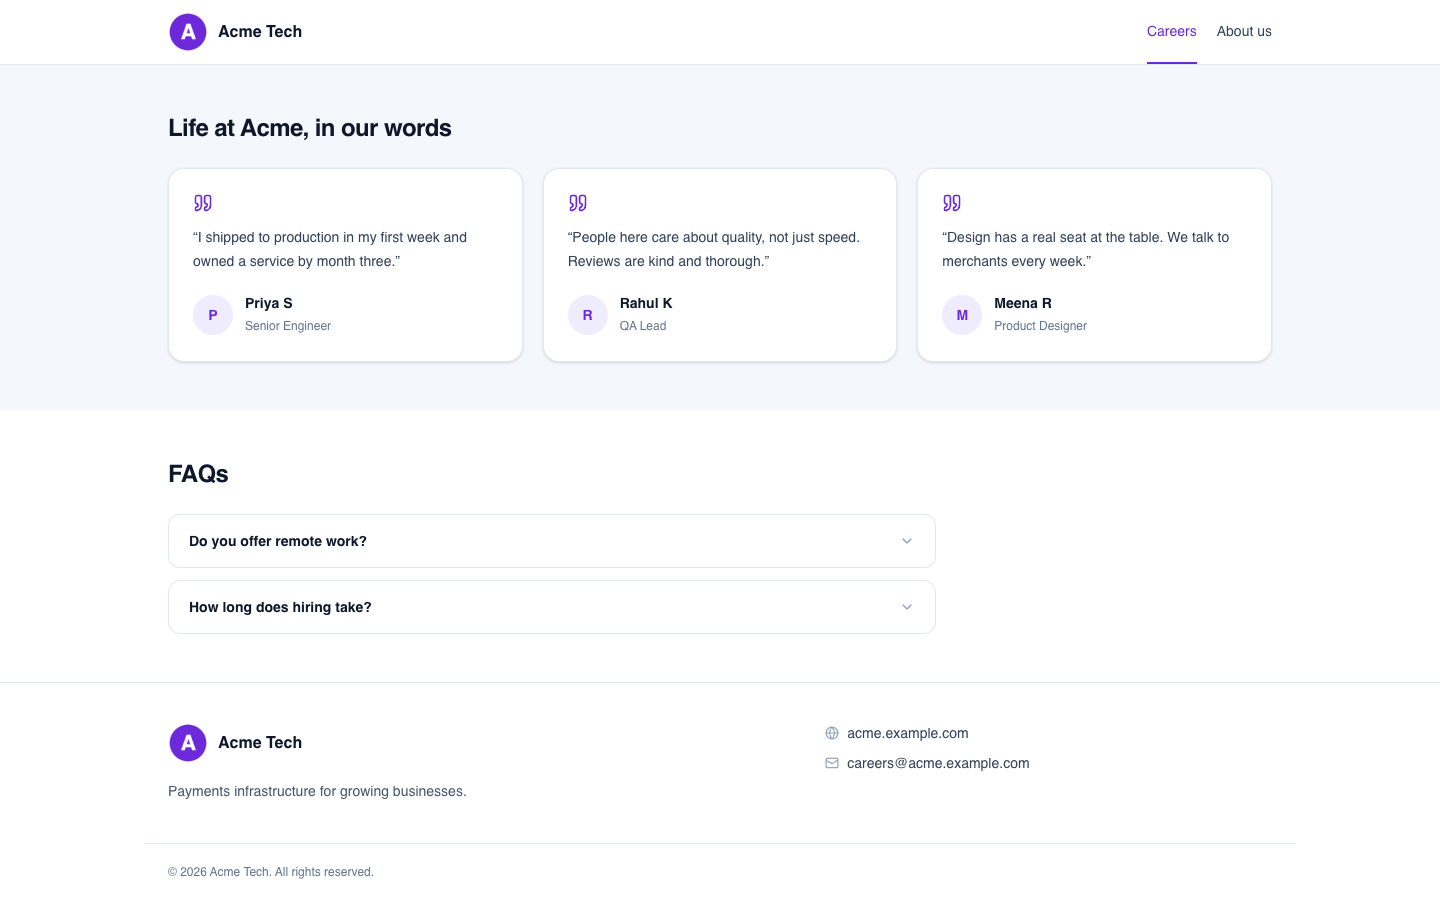 A Acme Tech
Careers About us
Life at Acme, in our words
“I shipped to production in my first week and
owned a service by month three.”
P
Priya S
Senior Engineer
“People here care about quality, not just speed.
Reviews are kind and thorough.”
R
Rahul K
QA Lead
“Design has a real seat at the table. We talk to
merchants every week.”
M
Meena R
Product Designer
FAQs
Do you offer remote work?
How long does hiring take?
A Acme Tech
Payments infrastructure for growing businesses.
acme.example.com
careers@acme.example.com
© 2026 Acme Tech. All rights reserved.